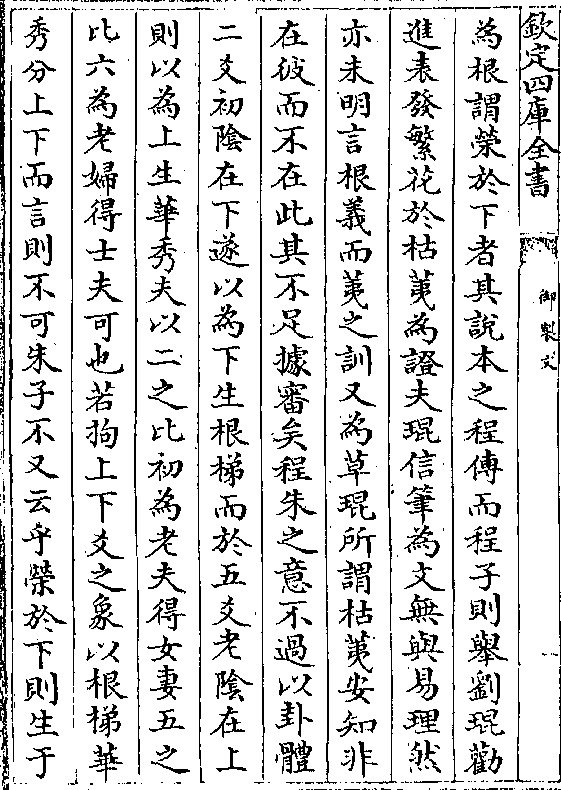 欽定四庫全書
御製文
為根謂榮於下者其說本之程傳而程子則舉劉琨勸
進表發繁花於枯荑為證夫琨信筆為文無與易理然
亦未明言根義而荑之訓又為草琨所謂枯荑安知非
在彼而不在此其不足據審矣程朱之意不過以卦體
二爻初陰在下遂以為下生根梯而於五爻老陰在上
則以為上生華秀夫以二之比初為老夫得女妻五之
比六為老婦得士夫可也若拘上下爻之象以根梯華
秀分上下而言則不可朱子不又云乎榮於下則生于